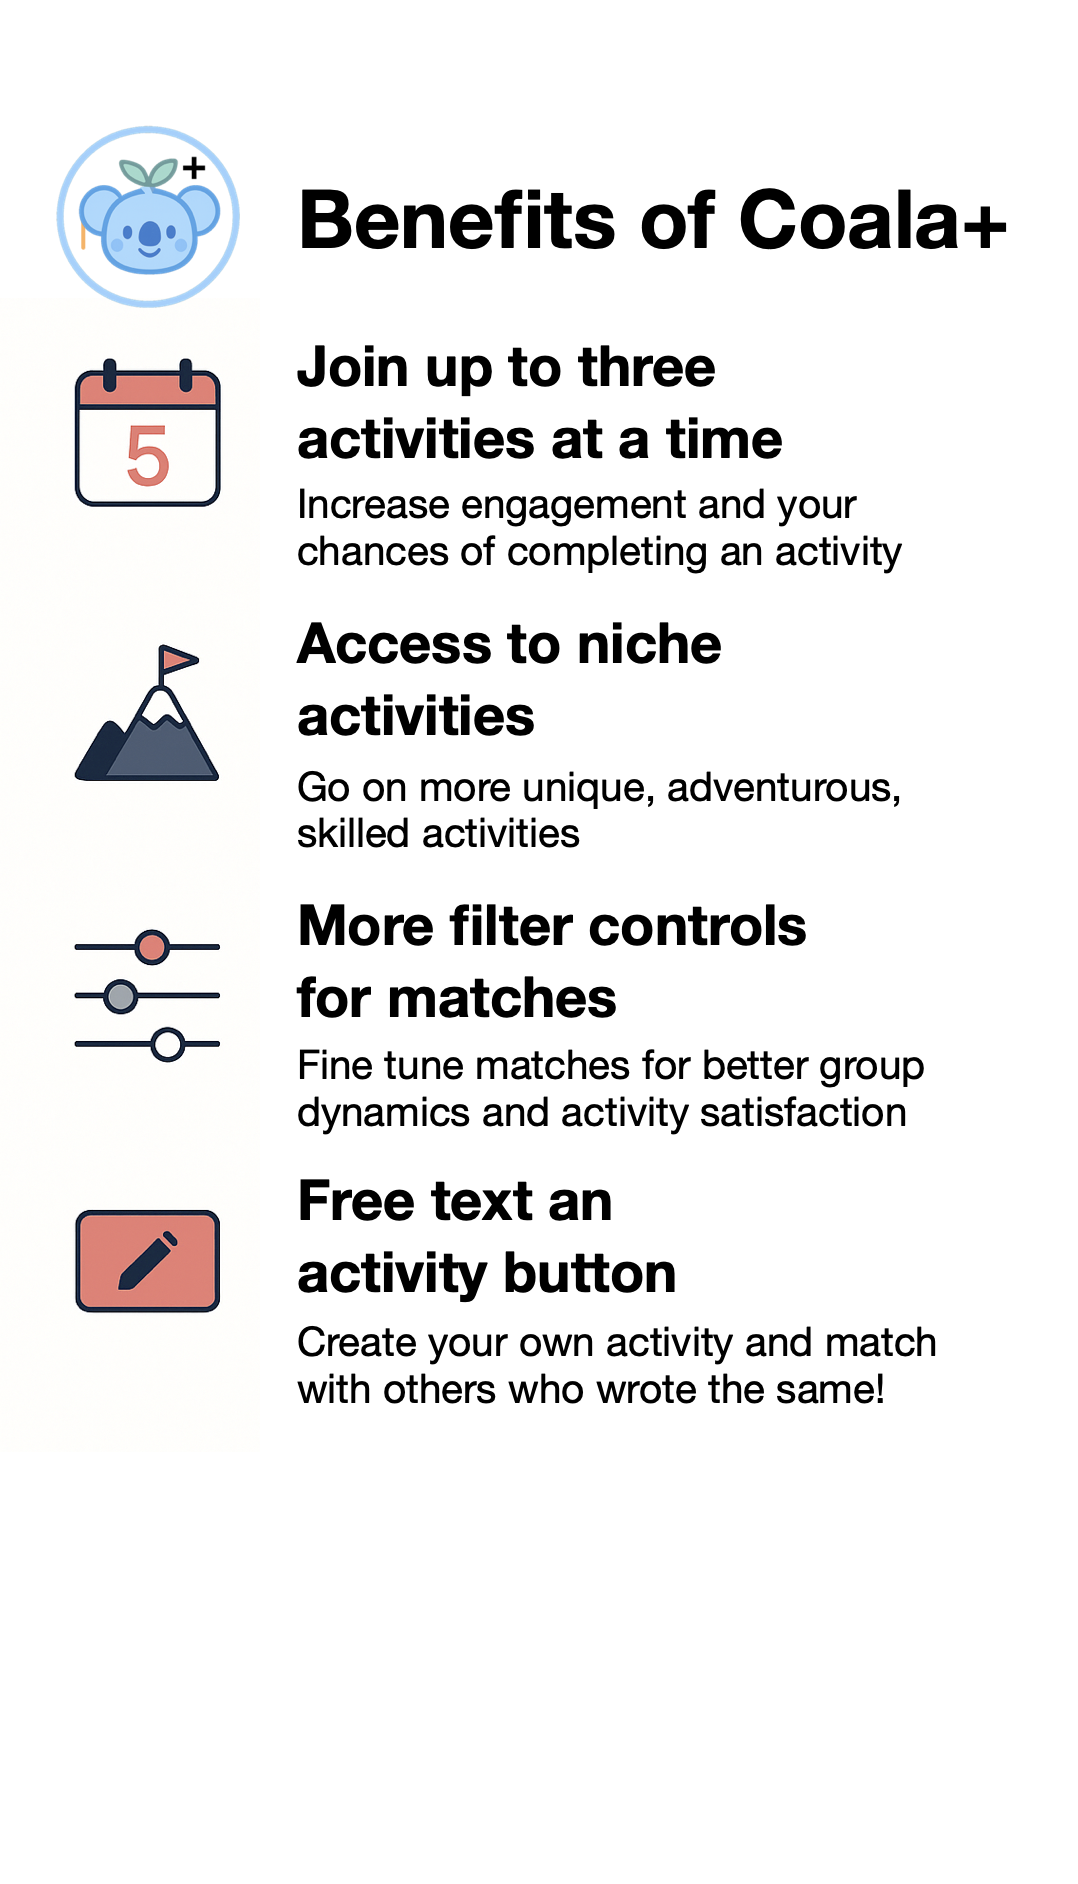 +
Benefits of Coala+
Join up to three
activities at a time
5
Increase engagement and your
chances of completing an activity
Access to niche
activities
Go on more unique, adventurous,
skilled activities
More filter controls
for matches
Fine tune matches for better group
dynamics and activity satisfaction
Free text an
activity button
Create your own activity and match
with others who wrote the same!